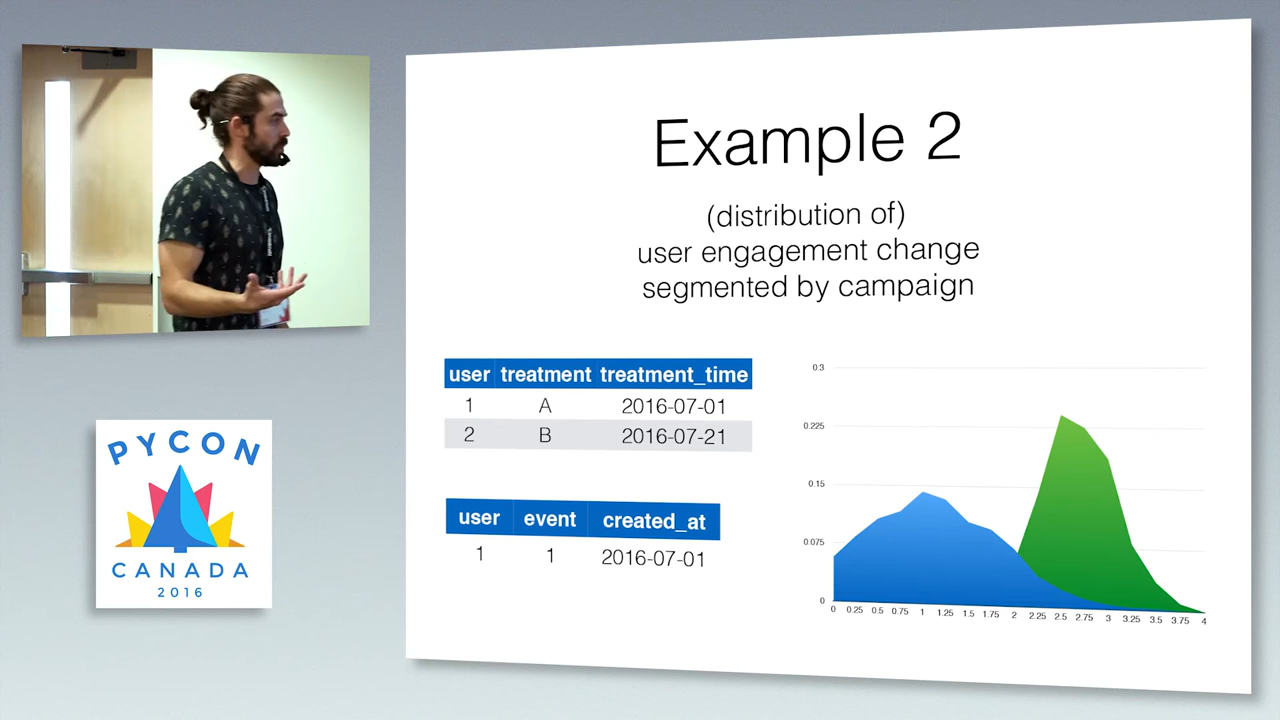 Example 2
(distribution of)
user engagement change
segmented by campaign
user treatment treatment_time
1 A 2016-07-01
2 B 2016-07-21
user event created_at
1 1 2016-07-01
0.3
0.225
0.15
0.075
0
0 0.25 0.5 0.75 1 1.25 1.5 1.75 2 2.25 2.5 2.75 3 3.25 3.5 3.75 4
PYCON
CANADA
2016